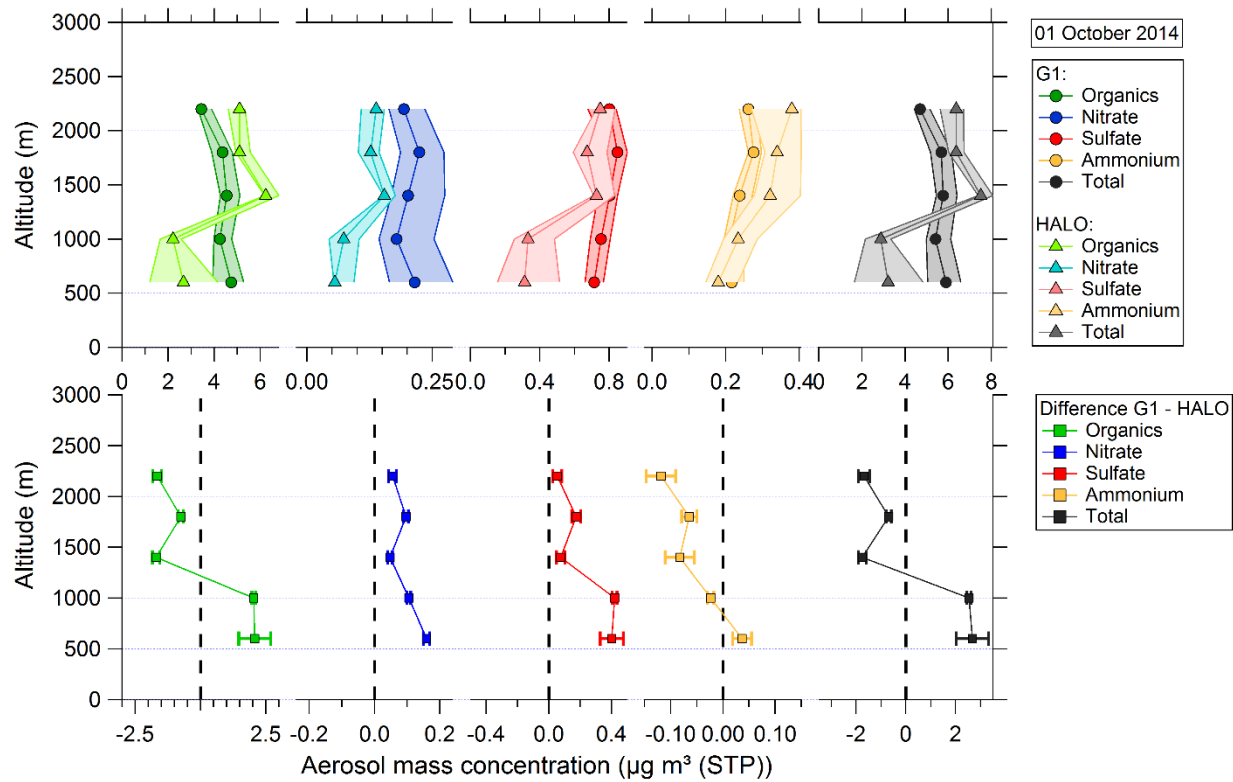 3000
2500
2000
1500
1000
500
0
Altitude (m)
0 2 4 6
0.00 0.25
0.0 0.4 0.8
0.0 0.2 0.4
0 2 4 6 8
01 October 2014
G1:
Organics
Nitrate
Sulfate
Ammonium
Total
HALO:
Organics
Nitrate
Sulfate
Ammonium
Total
3000
2500
2000
1500
1000
500
0
Altitude (m)
-2.5 2.5
-0.2 0.0 0.2
-0.4 0.0 0.4
-0.10 0.00 0.10
-2 0 2
Aerosol mass concentration (µg m³ (STP))
Difference G1 - HALO
Organics
Nitrate
Sulfate
Ammonium
Total